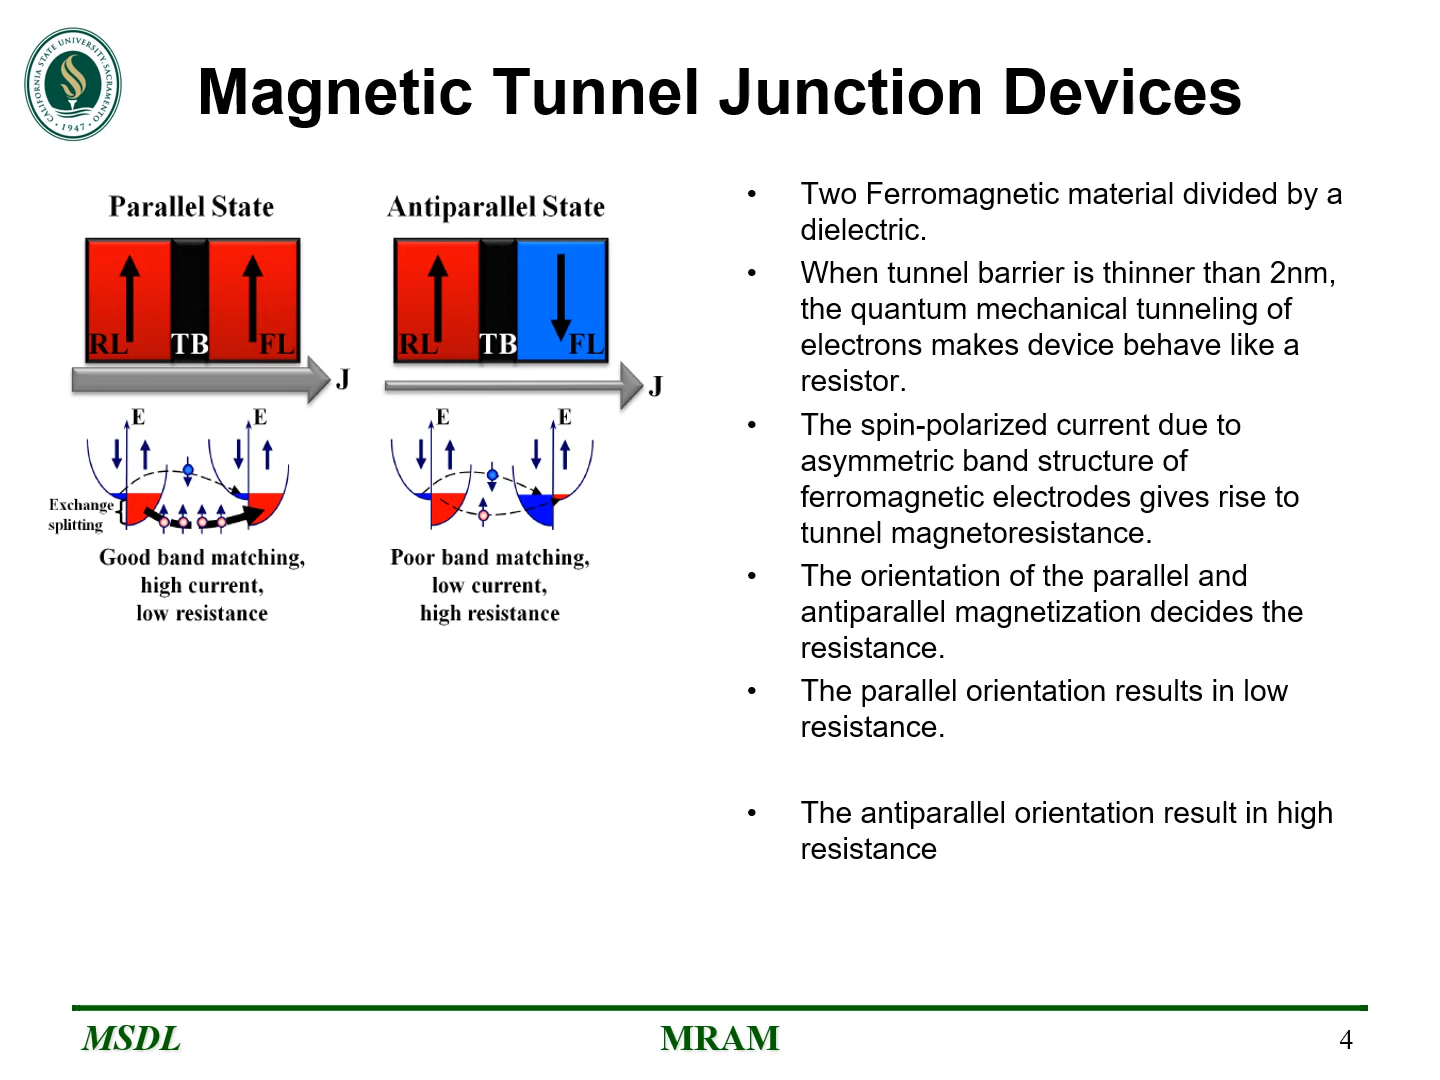 CALIFORNIA STATE UNIVERSITY, SACRAMENTO
• 1947 •
Magnetic Tunnel Junction Devices
Parallel State
RL TB FL
J
E E
Exchange
splitting
Good band matching,
high current,
low resistance
Antiparallel State
RL TB FL
J
E E
Poor band matching,
low current,
high resistance
• Two Ferromagnetic material divided by a
dielectric.
• When tunnel barrier is thinner than 2nm,
the quantum mechanical tunneling of
electrons makes device behave like a
resistor.
• The spin-polarized current due to
asymmetric band structure of
ferromagnetic electrodes gives rise to
tunnel magnetoresistance.
• The orientation of the parallel and
antiparallel magnetization decides the
resistance.
• The parallel orientation results in low
resistance.
• The antiparallel orientation result in high
resistance
MSDL
MRAM
4